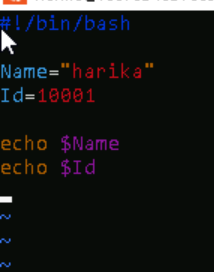 #!/bin/bash
Name="harika"
Id=10001
echo $Name
echo $Id
~
~
~